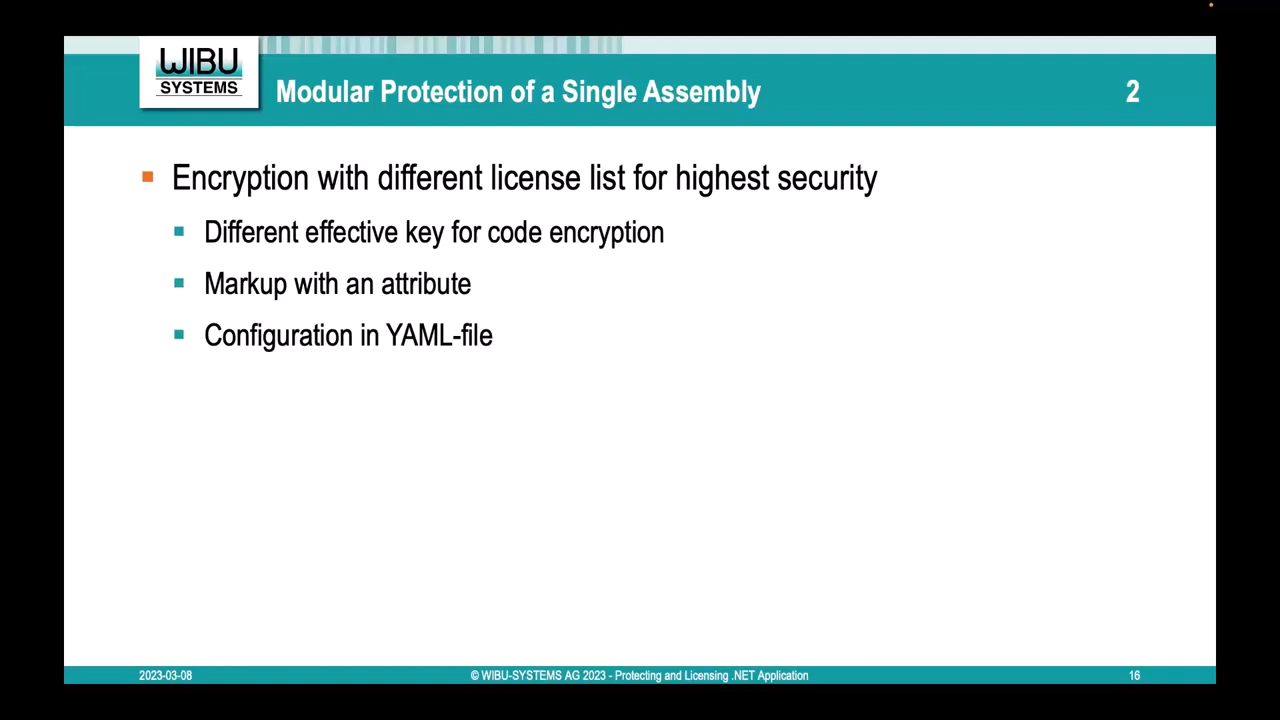 WIBU
SYSTEMS
Modular Protection of a Single Assembly
2
Encryption with different license list for highest security
Different effective key for code encryption
Markup with an attribute
Configuration in YAML-file
2023-03-08
© WIBU-SYSTEMS AG 2023 - Protecting and Licensing .NET Application
16